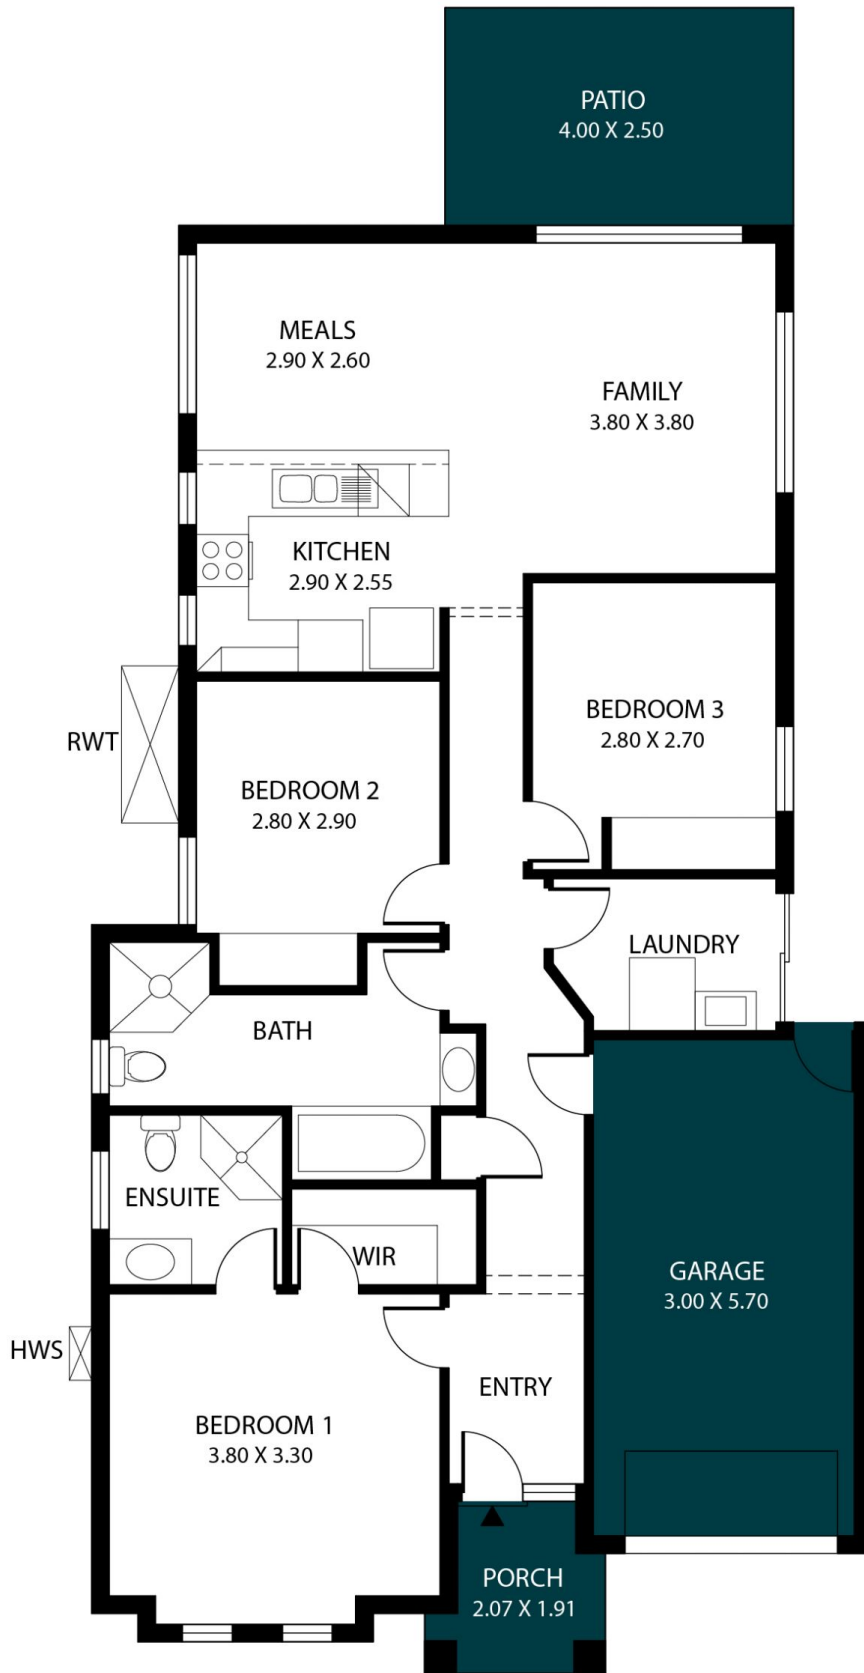 PATIO
4.00 X 2.50
MEALS
2.90 X 2.60
FAMILY
3.80 X 3.80
KITCHEN
2.90 X 2.55
BEDROOM 3
2.80 X 2.70
RWT
BEDROOM 2
2.80 X 2.90
LAUNDRY
BATH
ENSUITE
WIR
GARAGE
3.00 X 5.70
HWS
ENTRY
BEDROOM 1
3.80 X 3.30
PORCH
2.07 X 1.91